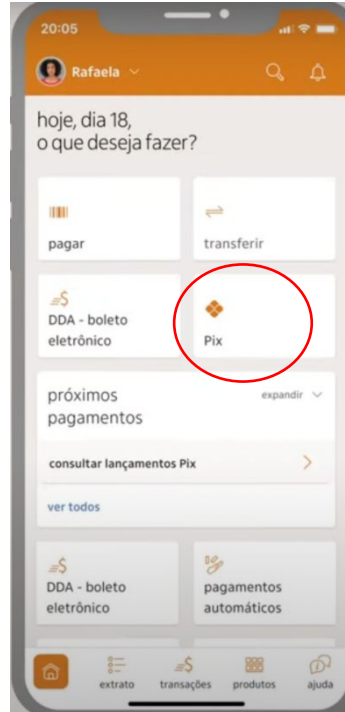 20:05
Rafaela
hoje, dia 18,
o que deseja fazer?
pagar
transferir
DDA - boleto
eletrônico
Pix
próximos
pagamentos
expandir
consultar lançamentos Pix
ver todos
DDA - boleto
eletrônico
pagamentos
automáticos
extrato
transações
produtos
ajuda